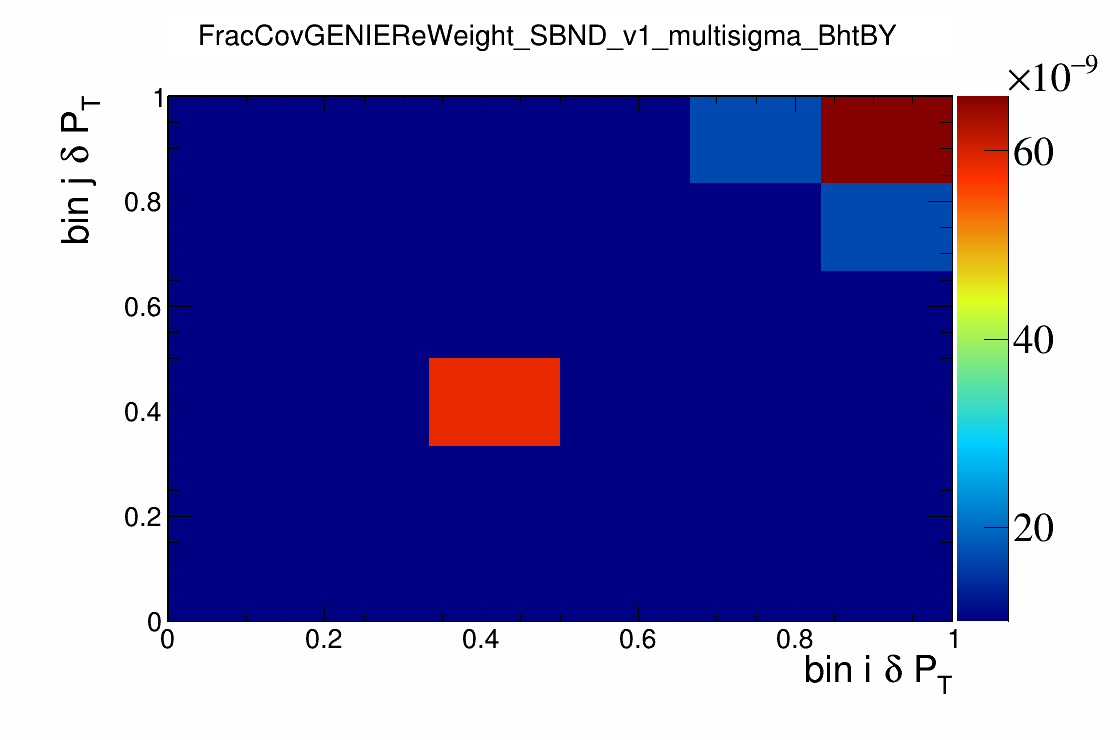 FracCovGENIEReWeight_SBND_v1_multisigma_BhtBY
×10⁻⁹
bin j δ P_T
1
0.8
0.6
0.4
0.2
0
0 0.2 0.4 0.6 0.8 1
bin i δ P_T
60
40
20